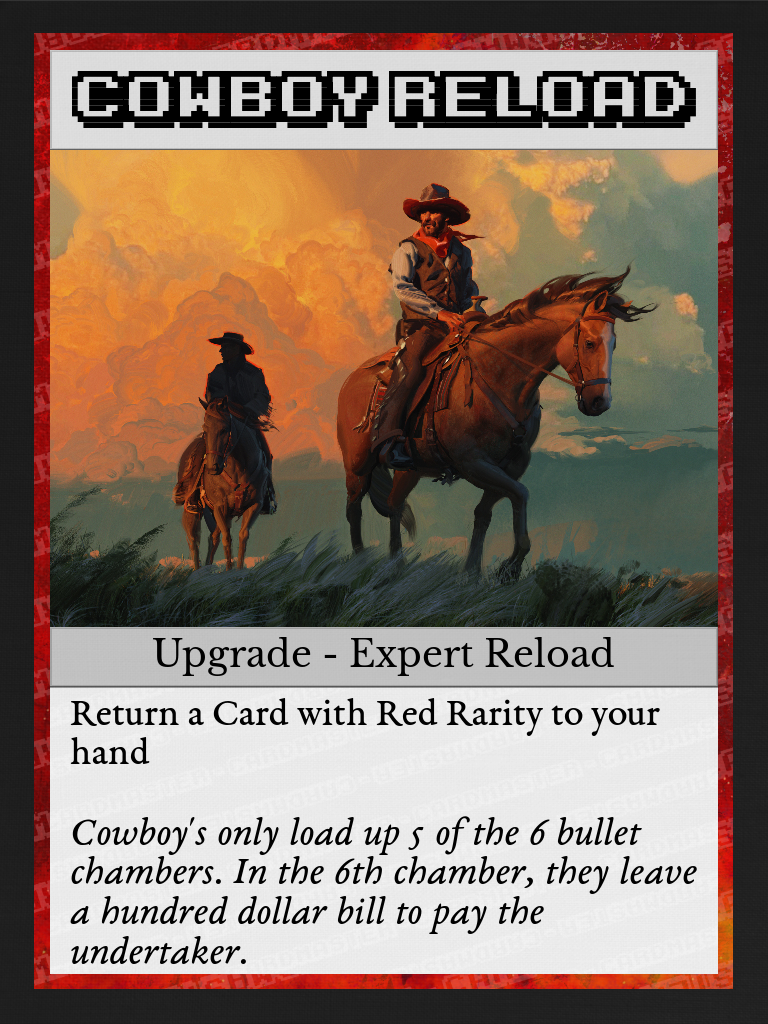 COWBOY RELOAD
Upgrade - Expert Reload
Return a Card with Red Rarity to your
hand
Cowboy's only load up 5 of the 6 bullet
chambers. In the 6th chamber, they leave
a hundred dollar bill to pay the
undertaker.